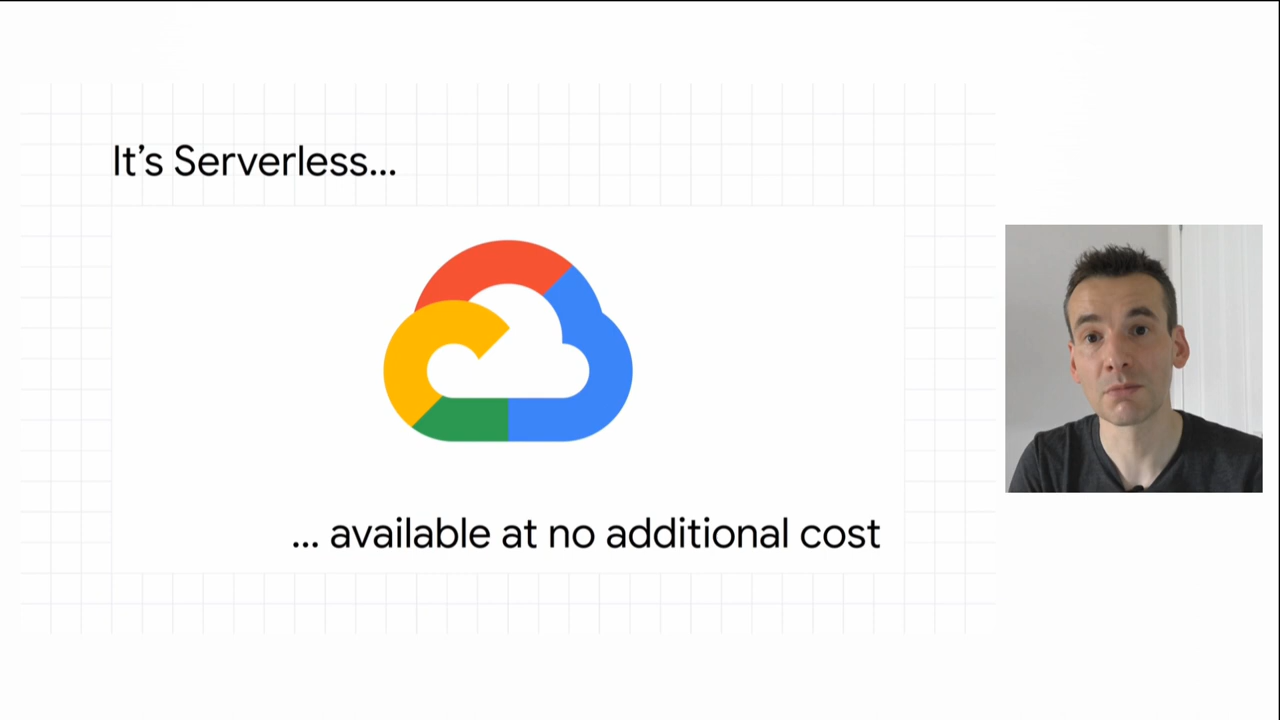 It’s Serverless...
... available at no additional cost